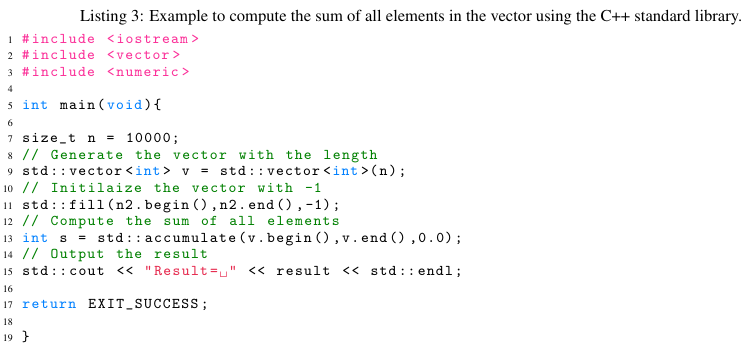 Listing 3: Example to compute the sum of all elements in the vector using the C++ standard library.
1 #include <iostream>
2 #include <vector>
3 #include <numeric>
4
5 int main(void){
6
7 size_t n = 10000;
8 // Generate the vector with the length
9 std::vector<int> v = std::vector<int>(n);
10 // Initilaize the vector with -1
11 std::fill(n2.begin(),n2.end(),-1);
12 // Compute the sum of all elements
13 int s = std::accumulate(v.begin(),v.end(),0.0);
14 // Output the result
15 std::cout << "Result=␣" << result << std::endl;
16
17 return EXIT_SUCCESS;
18
19 }